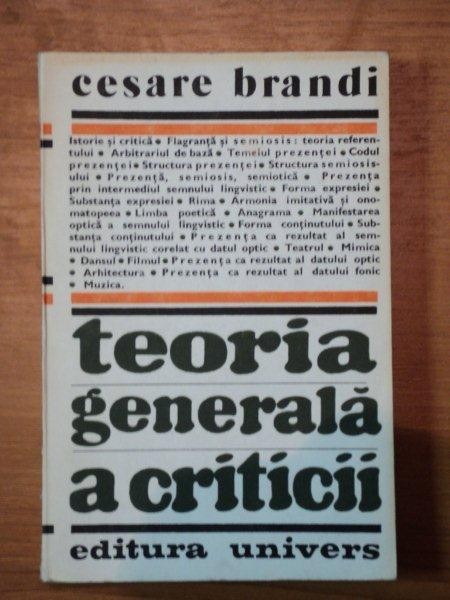 cesare brandi
Istorie și critică • Flagranță și semiosis: teoria referen-
tului • Arbitrariul de bază • Temeiul prezenței • Codul
prezenței • Structura prezenței • Structura semiosis-
ului • Prezență, semiosis, semiotică • Prezența
prin intermediul semnului lingvistic • Forma expresiei •
Substanța expresiei • Rima • Armonia imitativă și ono-
matopeea • Limba poetică • Anagrama • Manifestarea
optică a semnului lingvistic • Forma conținutului • Sub-
stanța conținutului • Prezența ca rezultat al sem-
nului lingvistic corelat cu datul optic • Teatrul • Mimica
• Dansul • Filmul • Prezența ca rezultat al datului optic
• Arhitectura • Prezența ca rezultat al datului fonic
• Muzica.
teoria
generală
a criticii
editura univers